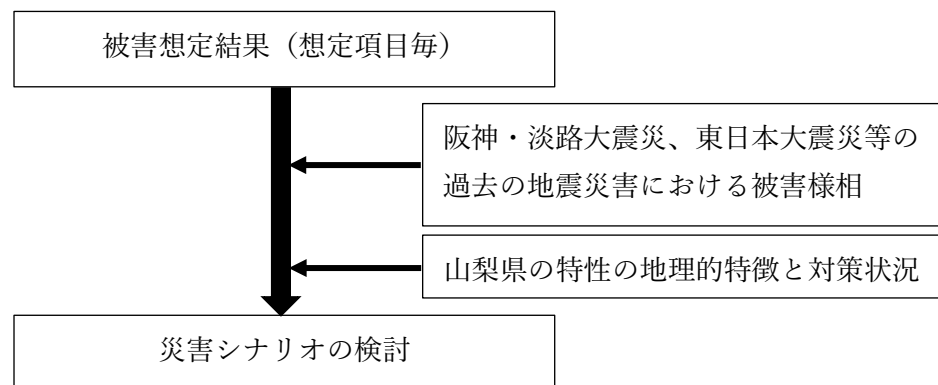 被害想定結果（想定項目毎）
阪神・淡路大震災、東日本大震災等の
過去の地震災害における被害様相
山梨県の特性の地理的特徴と対策状況
災害シナリオの検討